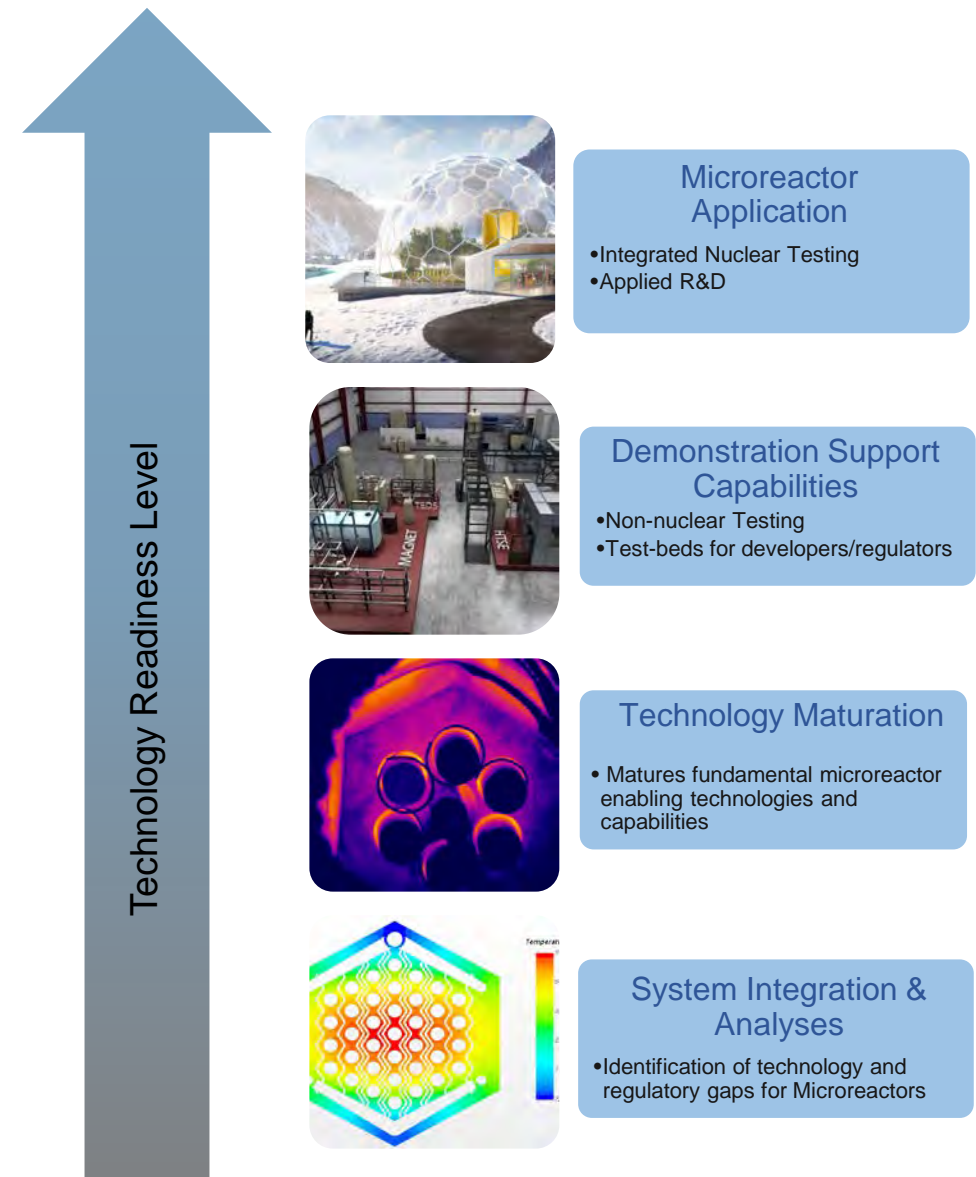 Technology Readiness Level
Microreactor
Application
•Integrated Nuclear Testing
•Applied R&D
MAGNET
HTSE
Demonstration Support
Capabilities
•Non-nuclear Testing
•Test-beds for developers/regulators
Technology Maturation
• Matures fundamental microreactor
enabling technologies and
capabilities
System Integration &
Analyses
•Identification of technology and
regulatory gaps for Microreactors